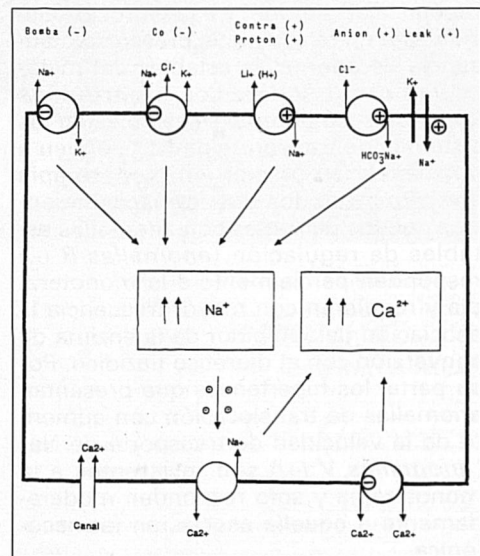 Contra (+)
Bomba (-) Co (-) Proton (+) Anion (+) Leak (+)
Na+ Na+ Cl- K+ Li+ (H+) Cl- K+
K+ Na+ HCO3Na+ Na+
Na+ Ca2+
Ca2+ Na+
Canal Ca2+ Ca2+ Ca2+